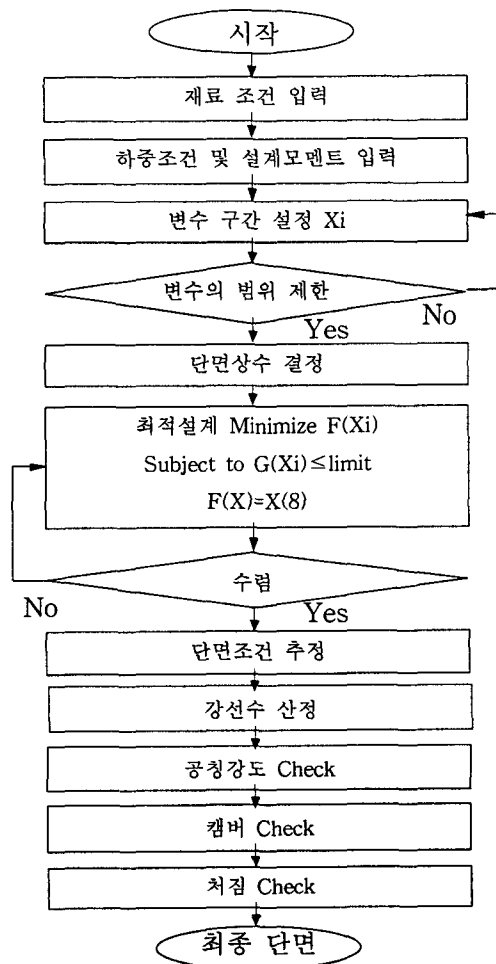 시작
재료 조건 입력
하중조건 및 설계모멘트 입력
변수 구간 설정 Xi
변수의 범위 제한
No
Yes
단면상수 결정
최적설계 Minimize F(Xi)
Subject to G(Xi)≤limit
F(X)=X(8)
수렴
No
Yes
단면조건 추정
강선수 산정
공칭강도 Check
캠버 Check
처짐 Check
최종 단면